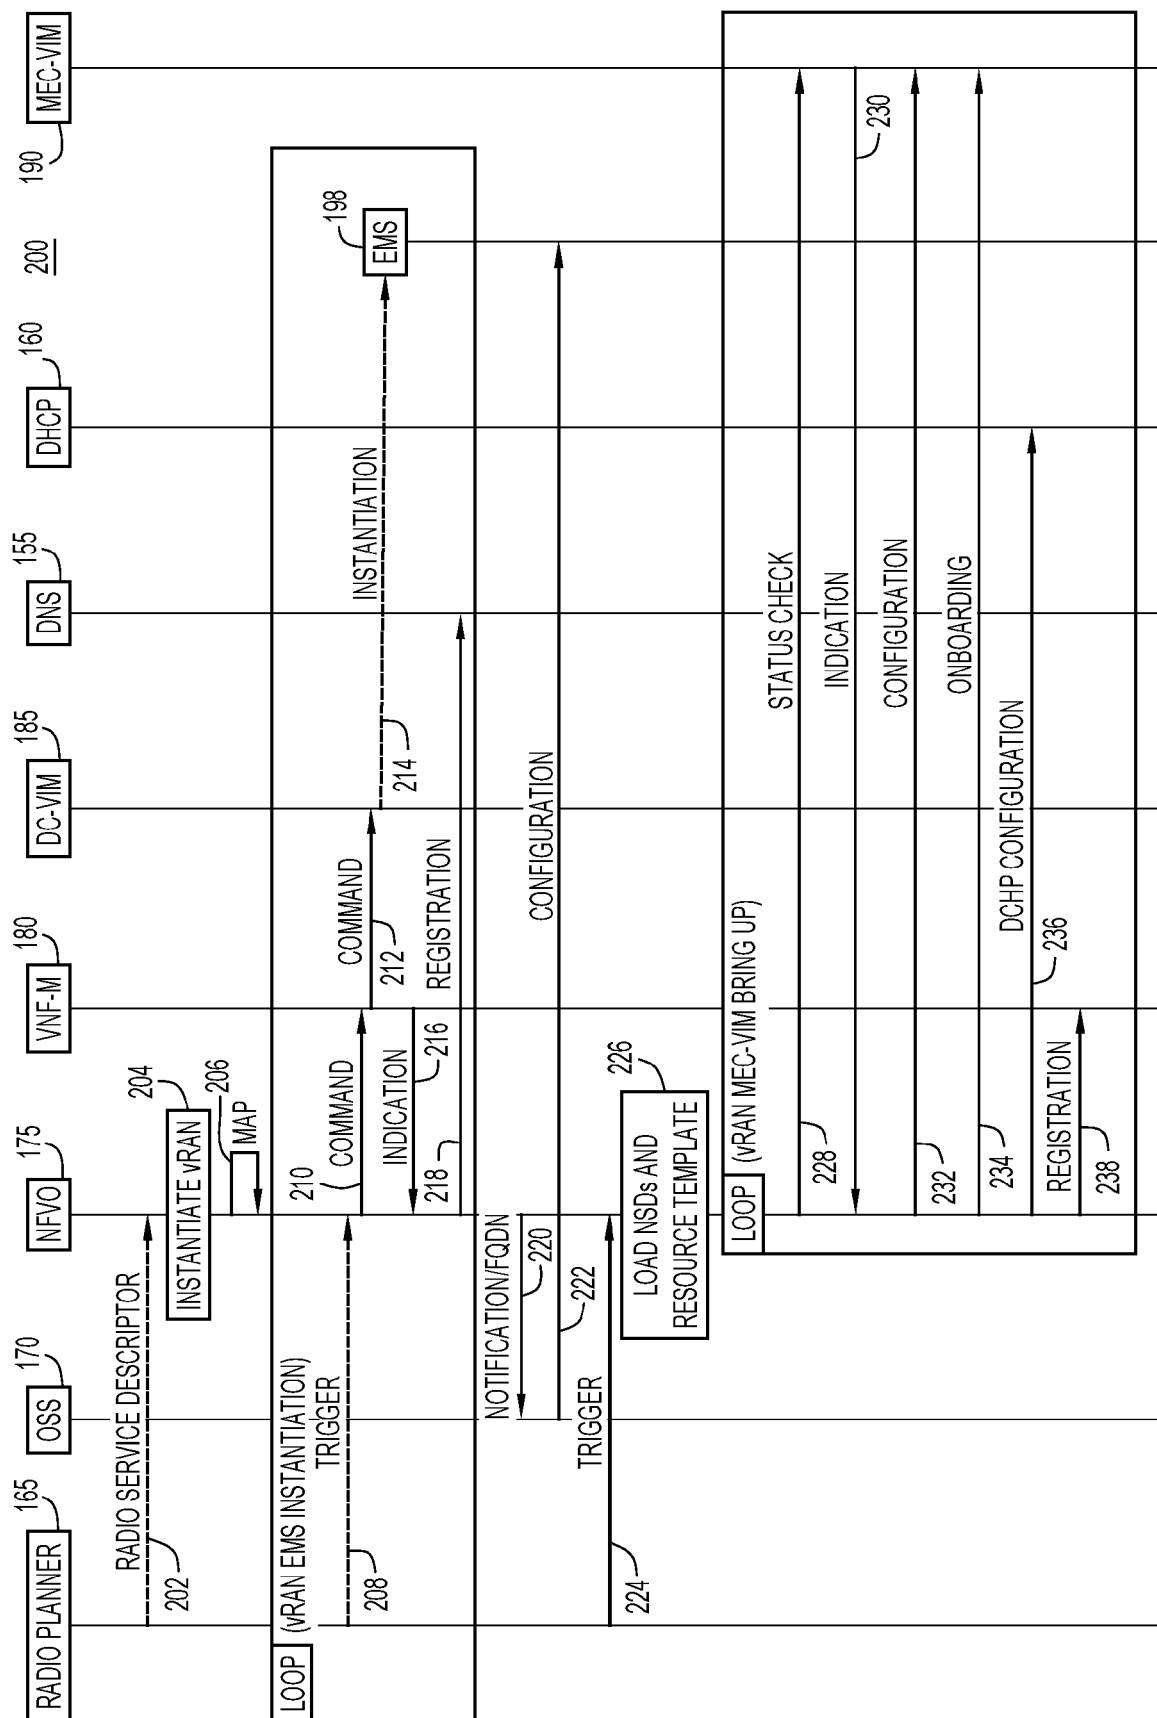 200
RADIO PLANNER
165
OSS
170
NFVO
175
VNF-M
180
DC-VIM
185
DNS
155
DHCP
160
MEC-VIM
190
RADIO SERVICE DESCRIPTOR
202
INSTANTIATE vRAN
204
206
MAP
LOOP
(vRAN EMS INSTANTIATION)
TRIGGER
208
210
COMMAND
COMMAND
212
INSTANTIATION
214
EMS
198
INDICATION
216
REGISTRATION
218
NOTIFICATION/FQDN
220
CONFIGURATION
222
TRIGGER
224
LOAD NSDs AND
RESOURCE TEMPLATE
226
LOOP
(vRAN MEC-VIM BRING UP)
STATUS CHECK
228
INDICATION
230
CONFIGURATION
232
ONBOARDING
234
DCHP CONFIGURATION
236
REGISTRATION
238